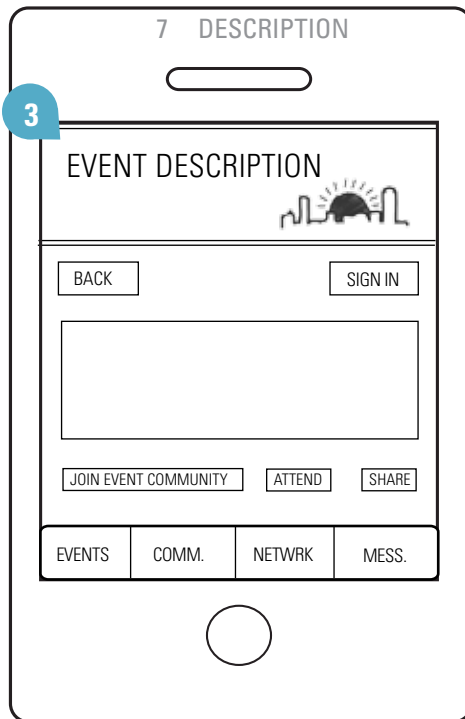 7 DESCRIPTION
3
EVENT DESCRIPTION
BACK SIGN IN
JOIN EVENT COMMUNITY ATTEND SHARE
EVENTS COMM. NETWRK MESS.